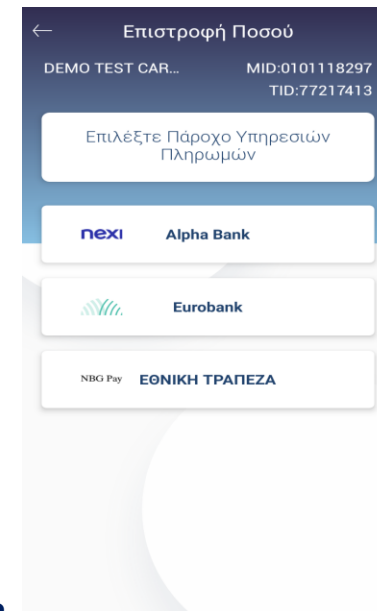 Επιστροφή Ποσού
DEMO TEST CAR... MID:0101118297
TID:77217413
Επιλέξτε Πάροχο Υπηρεσιών
Πληρωμών
nexi Alpha Bank
Eurobank
NBG Pay ΕΘΝΙΚΗ ΤΡΑΠΕΖΑ